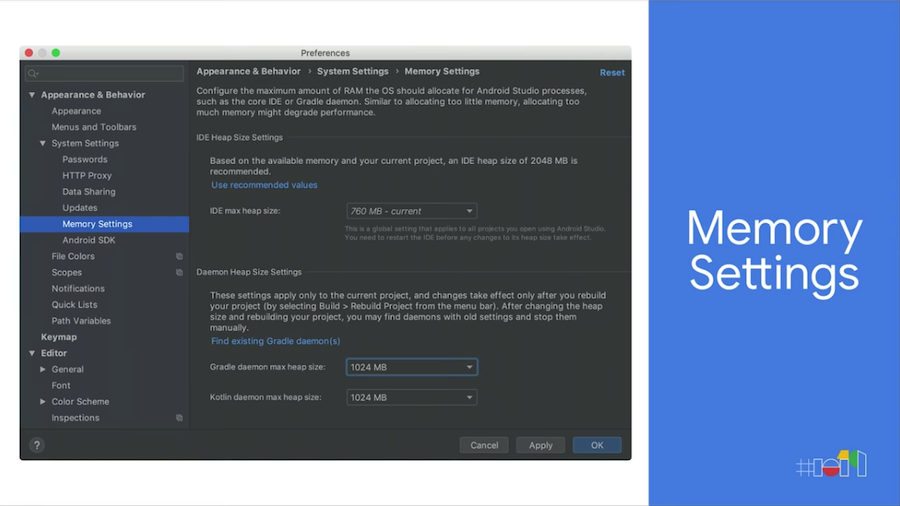 Preferences
Appearance & Behavior
Appearance
Menus and Toolbars
System Settings
Passwords
HTTP Proxy
Data Sharing
Updates
Memory Settings
Android SDK
File Colors
Scopes
Notifications
Quick Lists
Path Variables
Keymap
Editor
General
Font
Color Scheme
Inspections
Appearance & Behavior › System Settings › Memory Settings
Reset
Configure the maximum amount of RAM the OS should allocate for Android Studio processes,
such as the core IDE or Gradle daemon. Similar to allocating too little memory, allocating too
much memory might degrade performance.
IDE Heap Size Settings
Based on the available memory and your current project, an IDE heap size of 2048 MB is
recommended.
Use recommended values
IDE max heap size:
760 MB - current
This is a global setting that applies to all projects you open using Android Studio.
You need to restart the IDE before any changes to its heap size take effect.
Daemon Heap Size Settings
These settings apply only to the current project, and changes take effect only after you rebuild
your project (by selecting Build > Rebuild Project from the menu bar). After changing the heap
size and rebuilding your project, you may find daemons with old settings and stop them
manually.
Find existing Gradle daemon(s)
Gradle daemon max heap size:
1024 MB
Kotlin daemon max heap size:
1024 MB
?
Cancel
Apply
OK
Memory
Settings
#io19